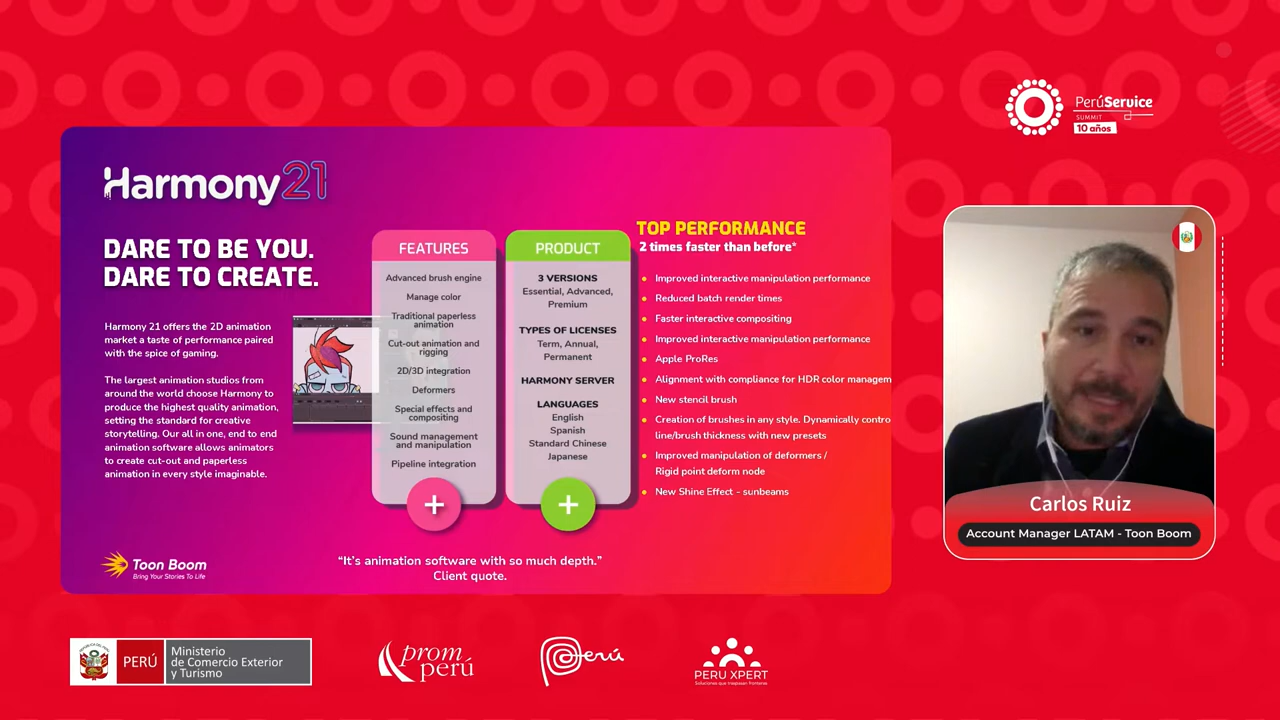 PerúService
SUMMIT
10 años
Harmony 21
DARE TO BE YOU.
DARE TO CREATE.
Harmony 21 offers the 2D animation
market a taste of performance paired
with the spice of gaming.
The largest animation studios from
around the world choose Harmony to
produce the highest quality animation,
setting the standard for creative
storytelling. Our all in one, end to end
animation software allows animators
to create cut-out and paperless
animation in every style imaginable.
FEATURES
Advanced brush engine
Manage color
Traditional paperless
animation
Cut-out animation and
rigging
2D/3D integration
Deformers
Special effects and
compositing
Sound management
and manipulation
Pipeline integration
+
PRODUCT
3 VERSIONS
Essential, Advanced,
Premium
TYPES OF LICENSES
Term, Annual,
Permanent
HARMONY SERVER
LANGUAGES
English
Spanish
Standard Chinese
Japanese
+
TOP PERFORMANCE
2 times faster than before*
Improved interactive manipulation performance
Reduced batch render times
Faster interactive compositing
Improved interactive manipulation performance
Apple ProRes
Alignment with compliance for HDR color managem
New stencil brush
Creation of brushes in any style. Dynamically contro
line/brush thickness with new presets
Improved manipulation of deformers /
Rigid point deform node
New Shine Effect - sunbeams
Toon Boom
Bring Your Stories To Life
“It’s animation software with so much depth.”
Client quote.
Carlos Ruiz
Account Manager LATAM - Toon Boom
PERÚ
Ministerio
de Comercio Exterior
y Turismo
prom
perú
Perú
PERU XPERT
Soluciones que traspasan fronteras